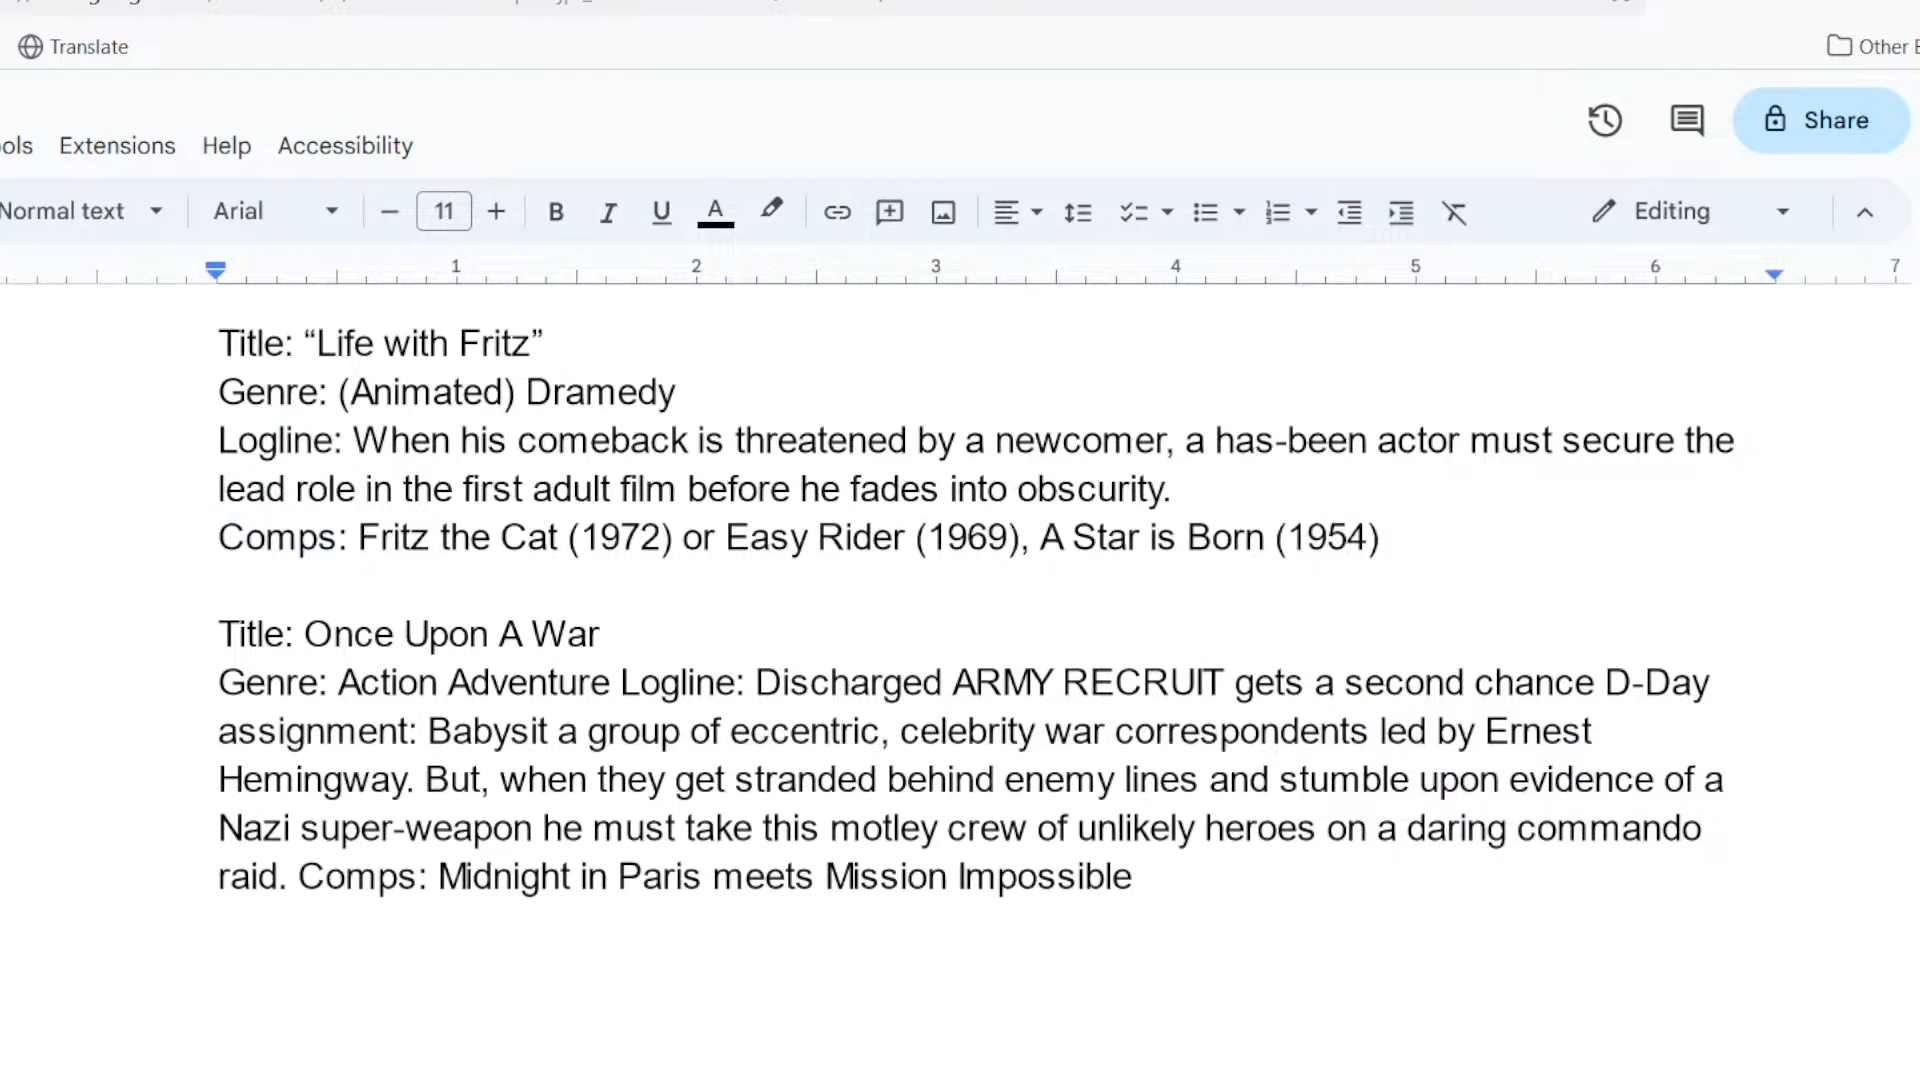 Translate
Other
Share
Extensions Help Accessibility
Normal text Arial 11 B I U A Editing
1 2 3 4 5 6 7
Title: “Life with Fritz”
Genre: (Animated) Dramedy
Logline: When his comeback is threatened by a newcomer, a has-been actor must secure the
lead role in the first adult film before he fades into obscurity.
Comps: Fritz the Cat (1972) or Easy Rider (1969), A Star is Born (1954)
Title: Once Upon A War
Genre: Action Adventure Logline: Discharged ARMY RECRUIT gets a second chance D-Day
assignment: Babysit a group of eccentric, celebrity war correspondents led by Ernest
Hemingway. But, when they get stranded behind enemy lines and stumble upon evidence of a
Nazi super-weapon he must take this motley crew of unlikely heroes on a daring commando
raid. Comps: Midnight in Paris meets Mission Impossible